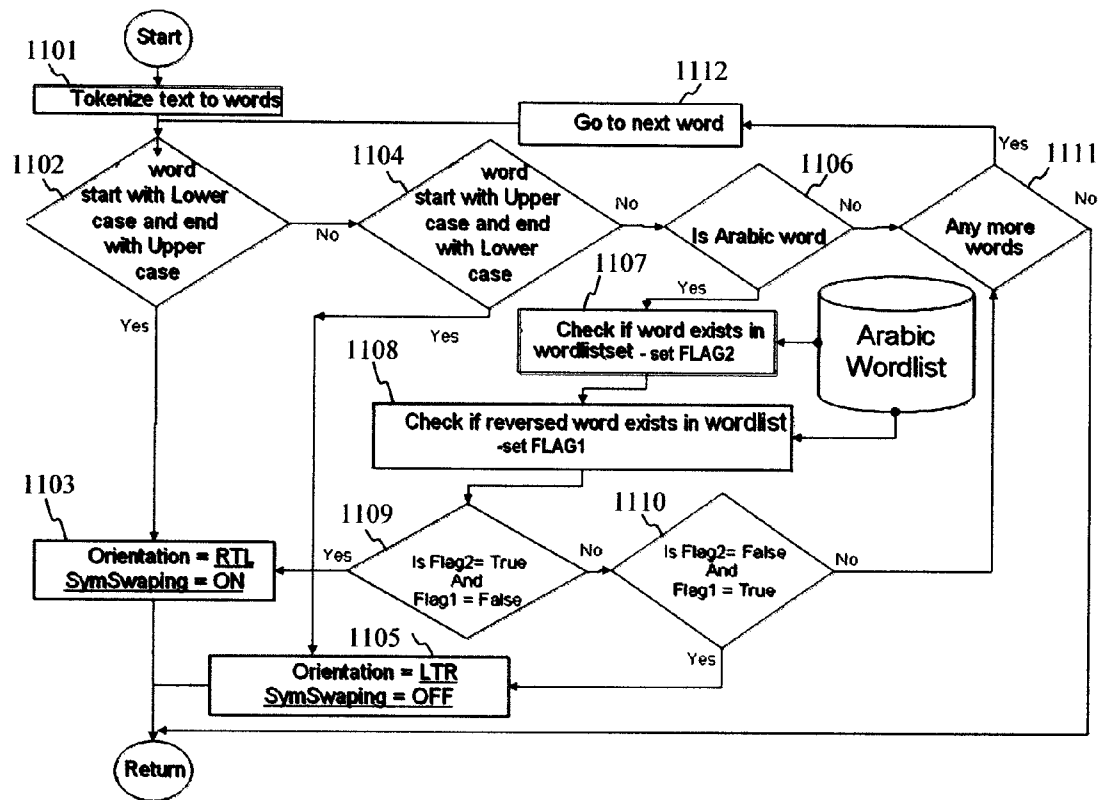 Start
1101
Tokenize text to words
1112
Go to next word
1102
word
start with Lower
case and end
with Upper
case
No
Yes
1104
word
start with Upper
case and end
with Lower
case
No
Yes
1106
Is Arabic word
No
Yes
1111
Any more
words
Yes
No
1107
Check if word exists in
wordlistset - set FLAG2
Arabic
Wordlist
1108
Check if reversed word exists in wordlist
-set FLAG1
1103
Orientation = RTL
SymSwaping = ON
1109
Is Flag2= True
And
Flag1 = False
Yes
No
1110
Is Flag2= False
And
Flag1 = True
No
Yes
1105
Orientation = LTR
SymSwaping = OFF
Return